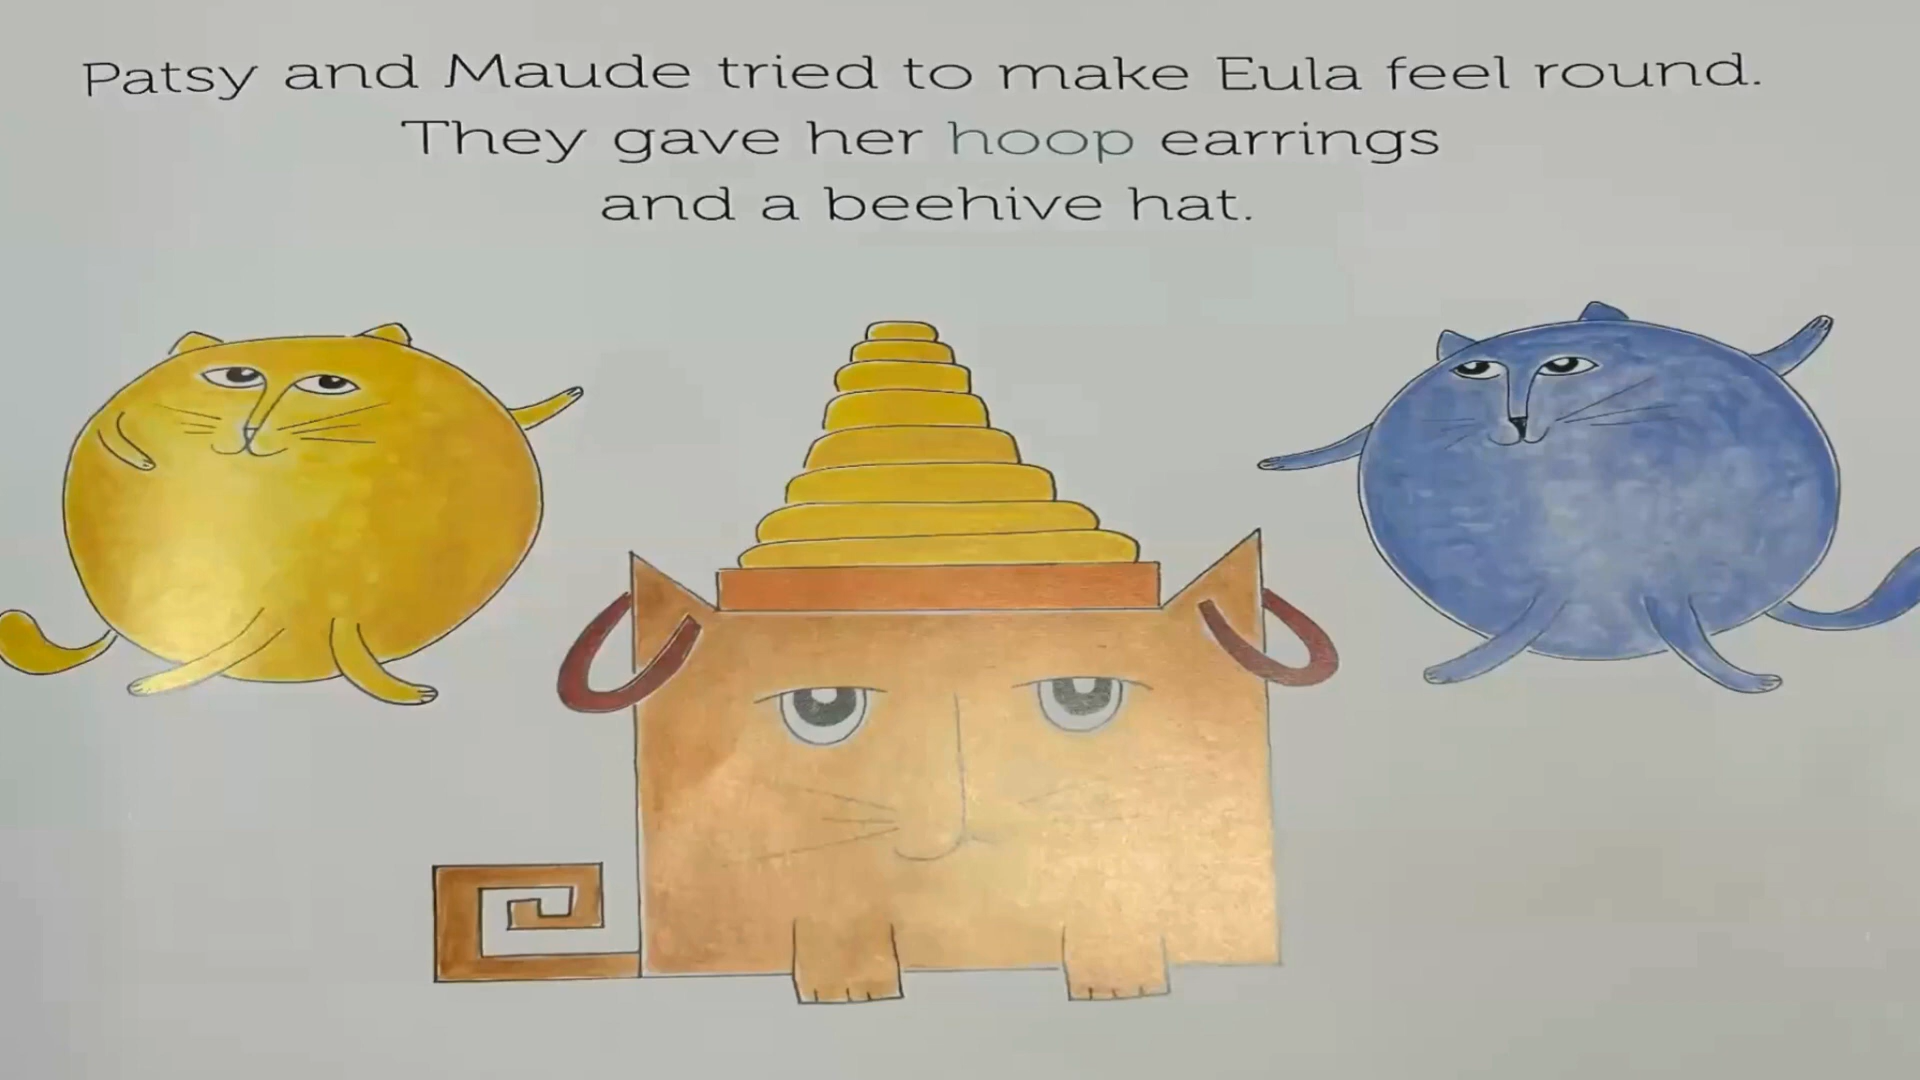 Patsy and Maude tried to make Eula feel round.
They gave her hoop earrings
and a beehive hat.